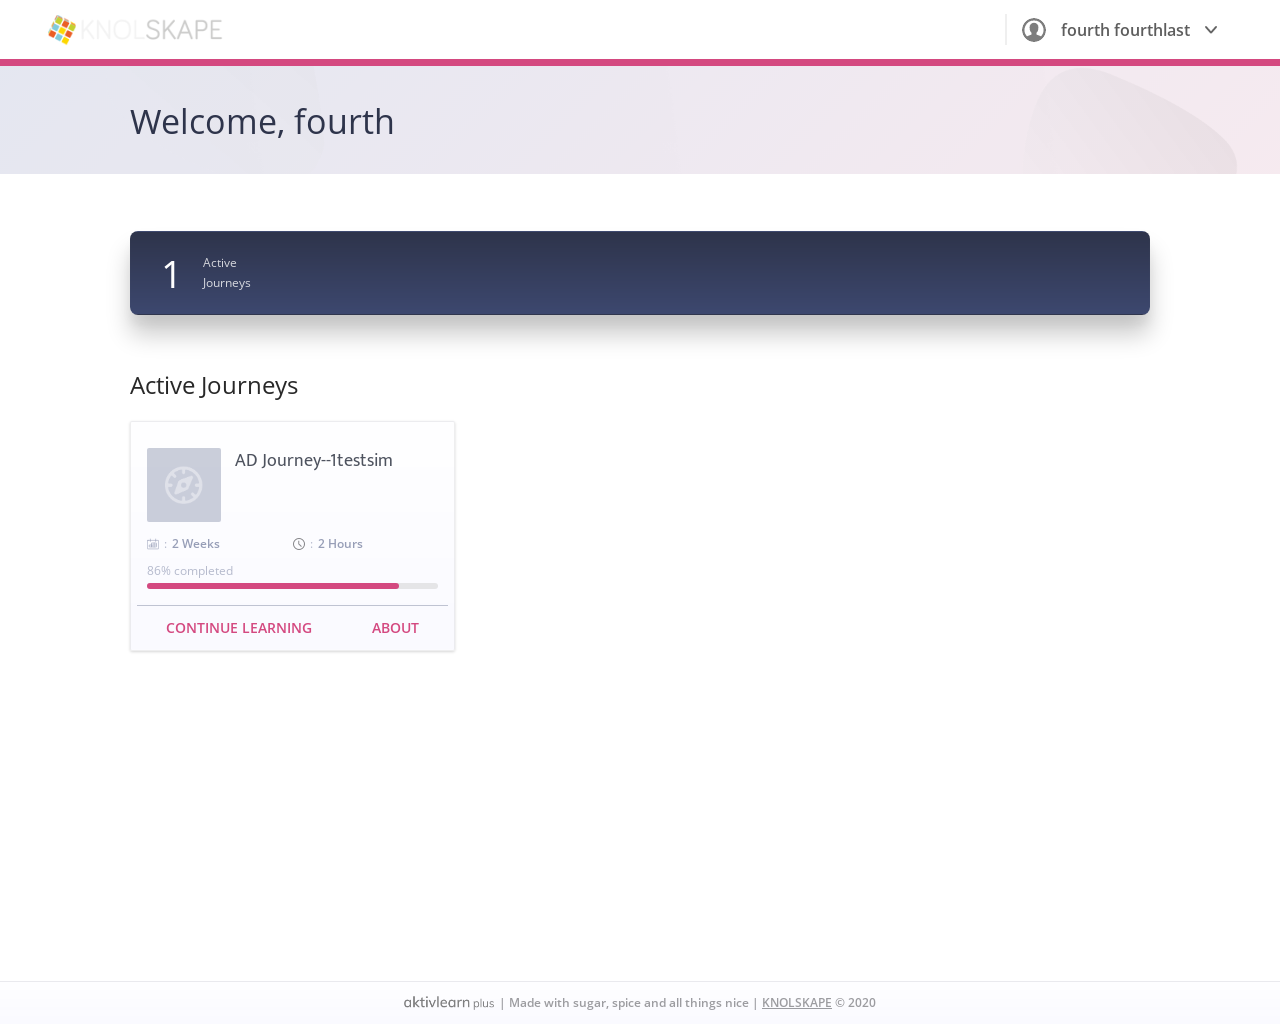 KNOLSKAPE
fourth fourthlast
Welcome, fourth
1
Active
Journeys
Active Journeys
AD Journey--1testsim
: 2 Weeks
: 2 Hours
86% completed
CONTINUE LEARNING
ABOUT
aktivlearn plus | Made with sugar, spice and all things nice | KNOLSKAPE © 2020